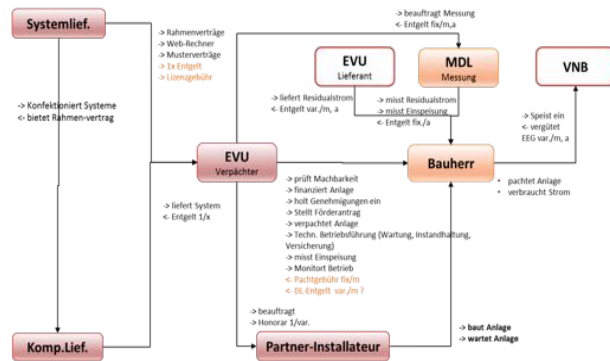 Systemlief.
-> Rahmenverträge
-> Web-Rechner
-> Musterverträge
-> 1x Entgelt
-> Lizenzgebühr
-> beauftragt Messung
<- Entgelt fix/m,a
EVU
Lieferant
MDL
Messung
VNB
-> Konfektioniert Systeme
<- bietet Rahmen-vertrag
-> liefert Residualstrom
<- Entgelt var./m, a
-> misst Residualstrom
-> misst Einspeisung
<- Entgelt fix./a
-> Speist ein
<- vergütet
EEG var./m, a
EVU
Verpächter
Bauherr
• pachtet Anlage
• verbraucht Strom
-> liefert System
<- Entgelt 1/x
-> prüft Machbarkeit
-> finanziert Anlage
-> holt Genehmigungen ein
-> Stellt Förderantrag
-> verpachtet Anlage
-> Techn. Betriebsführung (Wartung, Instandhaltung,
Versicherung)
-> misst Einspeisung
-> Monitort Betrieb
<- Pachtgebühr fix/m
<- DL-Entgelt var./m ?
-> beauftragt
-> Honorar 1/var.
-> baut Anlage
-> wartet Anlage
Komp.Lief.
Partner-Installateur